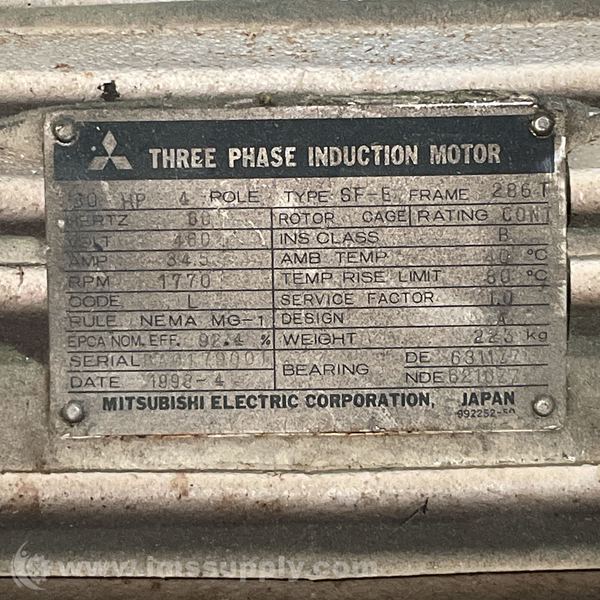 THREE PHASE INDUCTION MOTOR
30 HP 4 POLE TYPE SF-E FRAME 286T
HERTZ 60 ROTOR CAGE RATING CONT
VOLT 460 INS CLASS B
AMP 34.5 AMB TEMP 40 °C
RPM 1770 TEMP RISE LIMIT 80 °C
CODE L SERVICE FACTOR 1.0
RULE NEMA MG-1 DESIGN A
EPCA NOM. EFF. 92.4 % WEIGHT 223 kg
SERIAL BEARING DE 6311ZZ
DATE 1998-4 NDE
MITSUBISHI ELECTRIC CORPORATION, JAPAN
992252-50
© www.imssupply.com